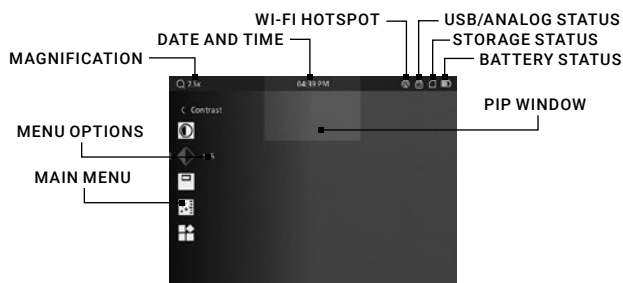 WI-FI HOTSPOT
USB/ANALOG STATUS
DATE AND TIME
STORAGE STATUS
MAGNIFICATION
BATTERY STATUS
2.5x
04:39 PM
PIP WINDOW
Contrast
MENU OPTIONS
5
MAIN MENU